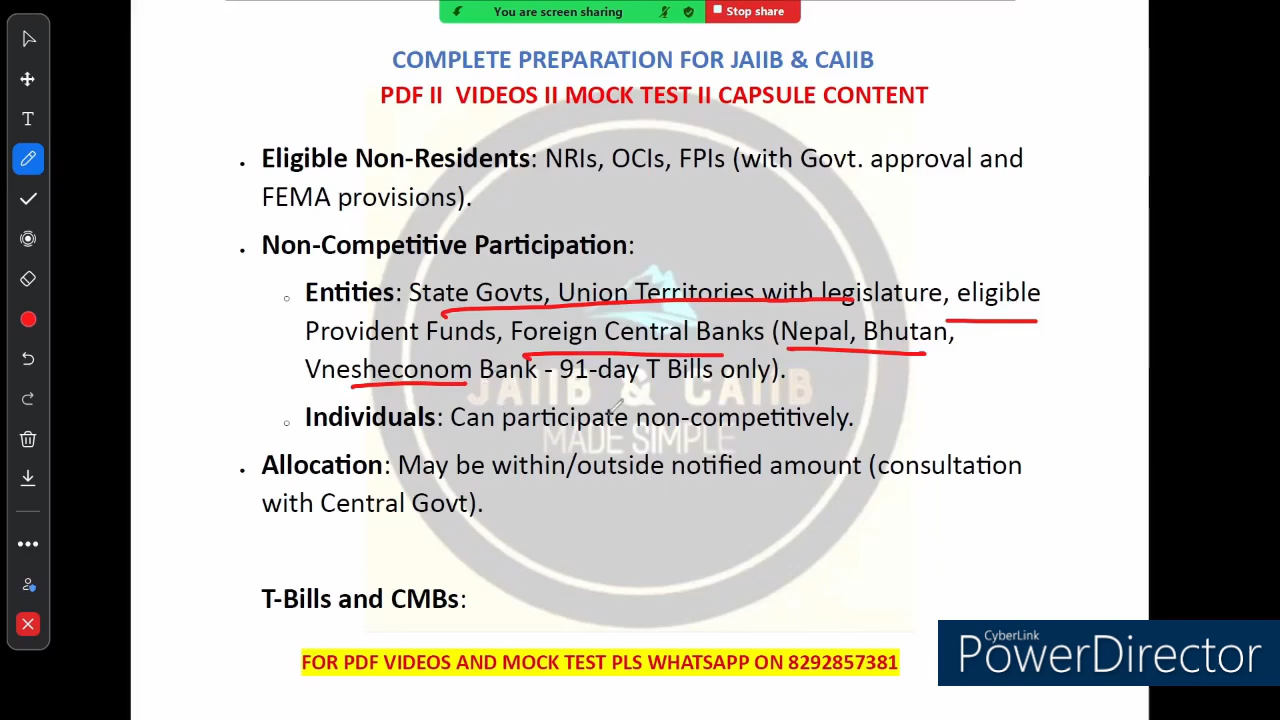 You are screen sharing
Stop share
COMPLETE PREPARATION FOR JAIIB & CAIIB
PDF II VIDEOS II MOCK TEST II CAPSULE CONTENT
• Eligible Non-Residents: NRIs, OCIs, FPIs (with Govt. approval and
FEMA provisions).
• Non-Competitive Participation:
○ Entities: State Govts, Union Territories with legislature, eligible
Provident Funds, Foreign Central Banks (Nepal, Bhutan,
Vnesheconom Bank - 91-day T Bills only).
JAIIB & CAIIB
○ Individuals: Can participate non-competitively.
MADE SIMPLE
• Allocation: May be within/outside notified amount (consultation
with Central Govt).
T-Bills and CMBs:
FOR PDF VIDEOS AND MOCK TEST PLS WHATSAPP ON 8292857381
CyberLink
PowerDirector